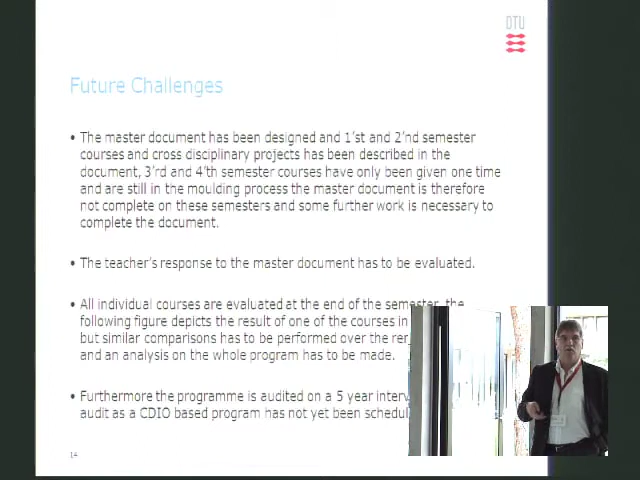 DTU
Future Challenges
• The master document has been designed and 1'st and 2'nd semester
courses and cross disciplinary projects has been described in the
document, 3'rd and 4'th semester courses have only been given one time
and are still in the moulding process the master document is therefore
not complete on these semesters and some further work is necessary to
complete the document.
• The teacher's response to the master document has to be evaluated.
• All individual courses are evaluated at the end of the semester, the
following figure depicts the result of one of the courses in
but similar comparisons has to be performed over the
and an analysis on the whole program has to be made.
• Furthermore the programme is audited on a 5 year
audit as a CDIO based program has not yet been
14